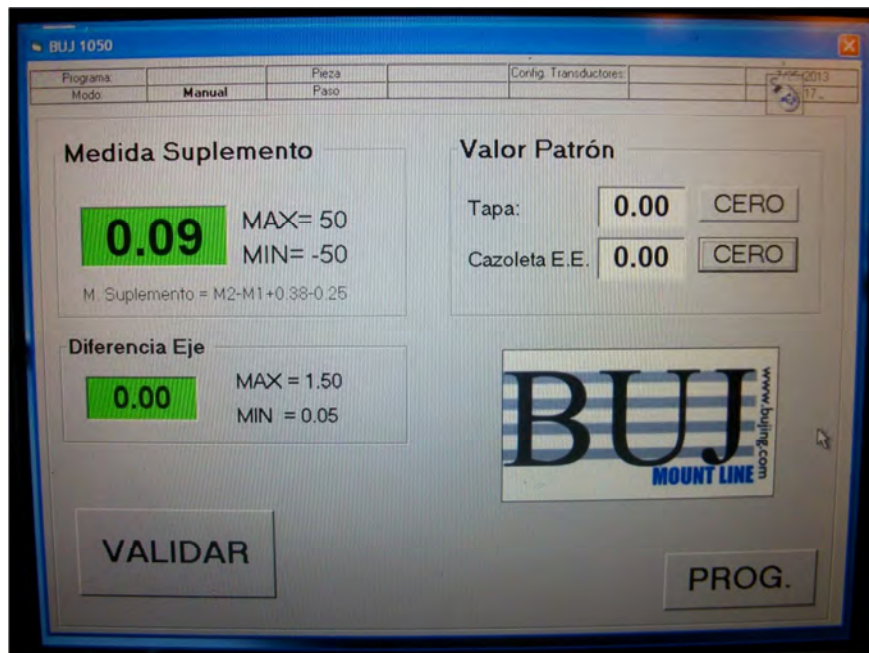 BUJ 1050
Programa: Pieza Config. Transductores:
2013
Modo: Manual Paso
17
Medida Suplemento
0.09
MAX= 50
MIN= -50
M. Suplemento = M2-M1+0.38-0.25
Valor Patrón
Tapa: 0.00 CERO
Cazoleta E.E. 0.00 CERO
Diferencia Eje
0.00
MAX = 1.50
MIN = 0.05
BUJ
MOUNT LINE
www.bujing.com
VALIDAR
PROG.